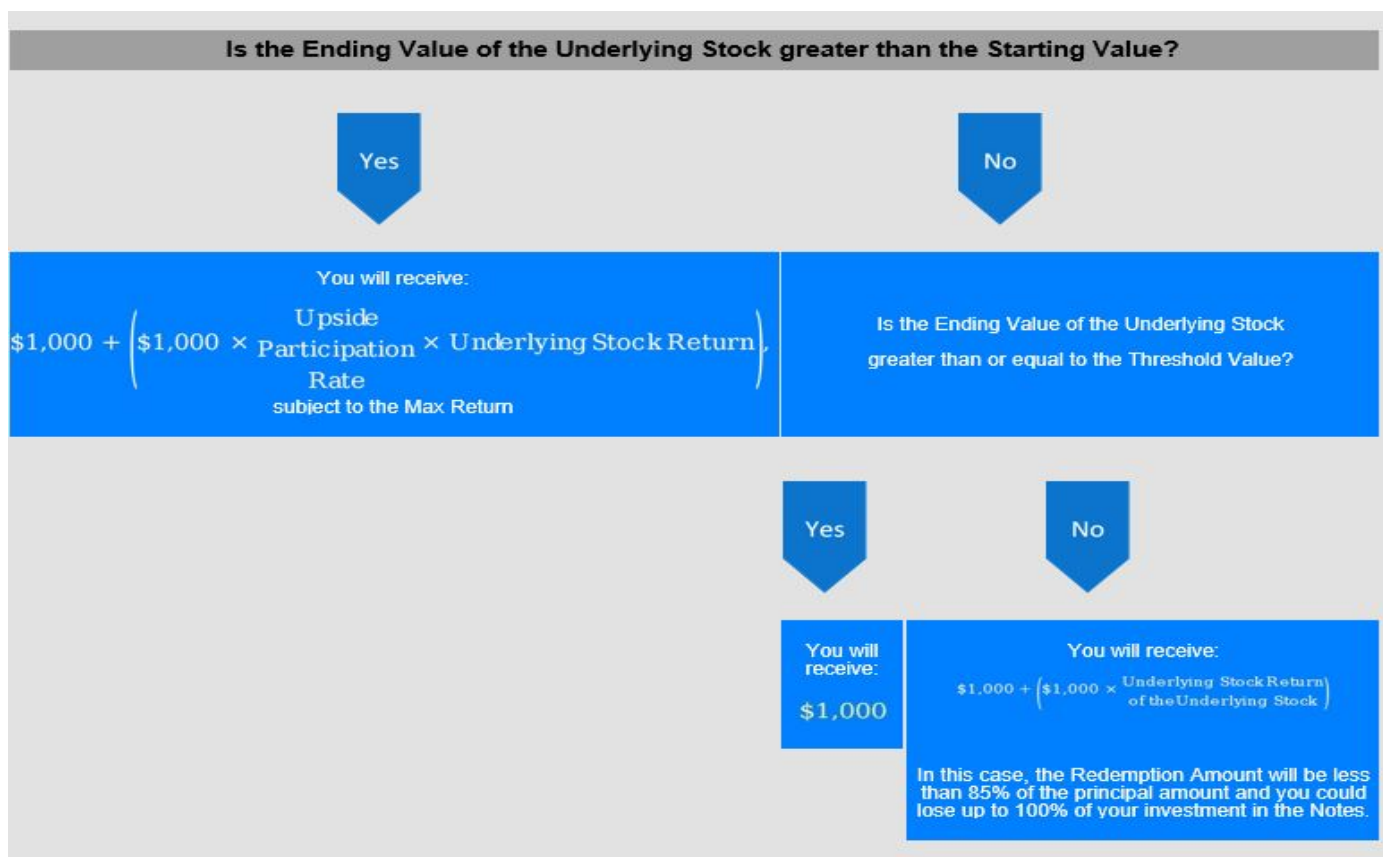 Is the Ending Value of the Underlying Stock greater than the Starting Value?
Yes
No
You will receive:
$1,000 + ($1,000 × Upside Participation Rate × Underlying Stock Return),
subject to the Max Return
Is the Ending Value of the Underlying Stock
greater than or equal to the Threshold Value?
Yes
No
You will
receive:
$1,000
You will receive:
$1,000 + ($1,000 × Underlying Stock Return of the Underlying Stock)
In this case, the Redemption Amount will be less
than 85% of the principal amount and you could
lose up to 100% of your investment in the Notes.